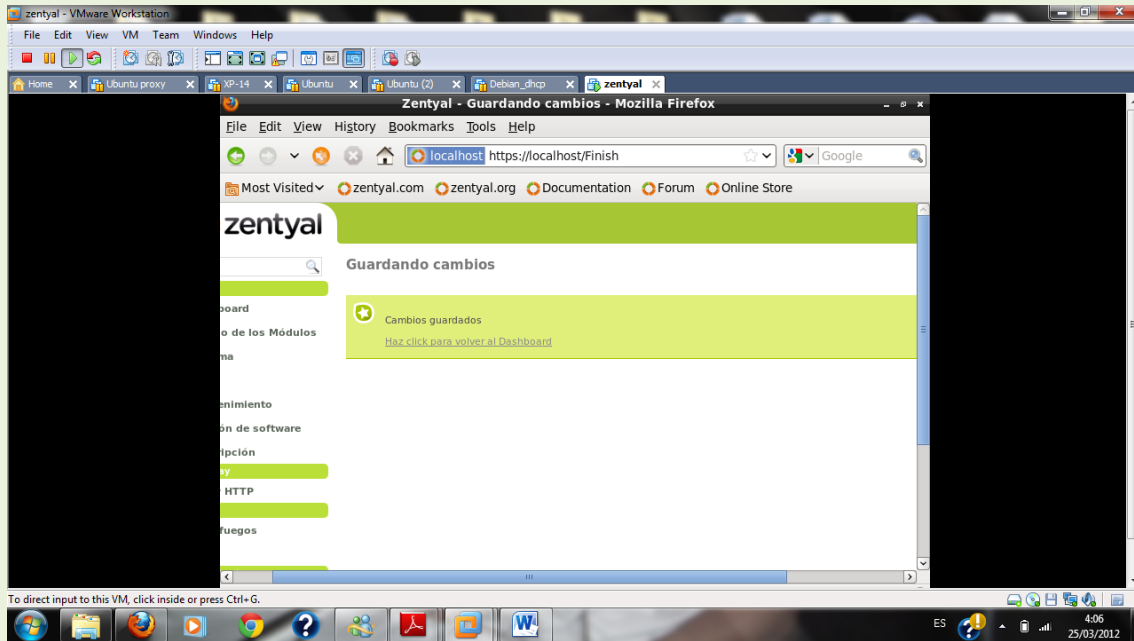 zentyal - VMware Workstation
File Edit View VM Team Windows Help
Home Ubuntu proxy XP-14 Ubuntu Ubuntu (2) Debian_dhcp zentyal
Zentyal - Guardando cambios - Mozilla Firefox
File Edit View History Bookmarks Tools Help
localhost https://localhost/Finish Google
Most Visited zentyal.com zentyal.org Documentation Forum Online Store
zentyal
Guardando cambios
board
Cambios guardados
o de los Módulos
Haz click para volver al Dashboard
ma
enimiento
ón de software
ripción
ay
HTTP
fuegos
To direct input to this VM, click inside or press Ctrl+G.
ES 4:06
25/03/2012